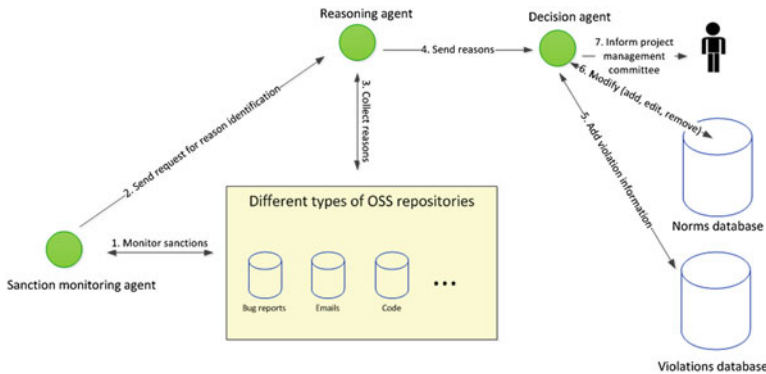 Reasoning agent
Decision agent
4. Send reasons
7. Inform project
management
committee
2. Send request for reason identification
3. Collect reasons
6. Modify (add, edit, remove)
5. Add violation information
Different types of OSS repositories
Norms database
1. Monitor sanctions
Sanction monitoring agent
Bug reports
Emails
Code
...
Violations database